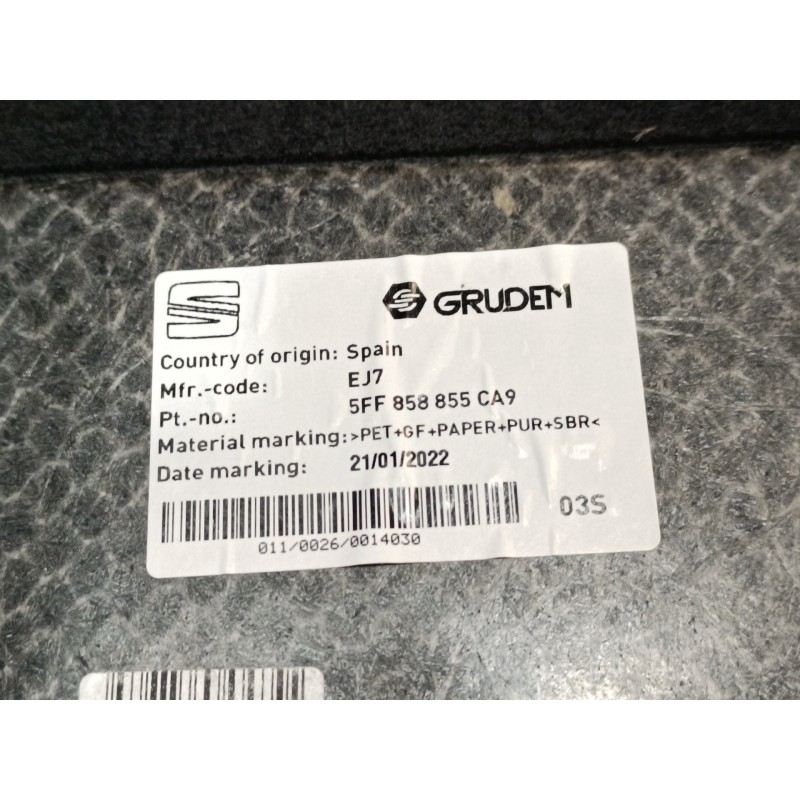 GRUDEM
Country of origin: Spain
Mfr.-code: EJ7
Pt.-no.: 5FF 858 855 CA9
Material marking: >PET+GF+PAPER+PUR+SBR<
Date marking: 21/01/2022
03S
011/0026/0014030